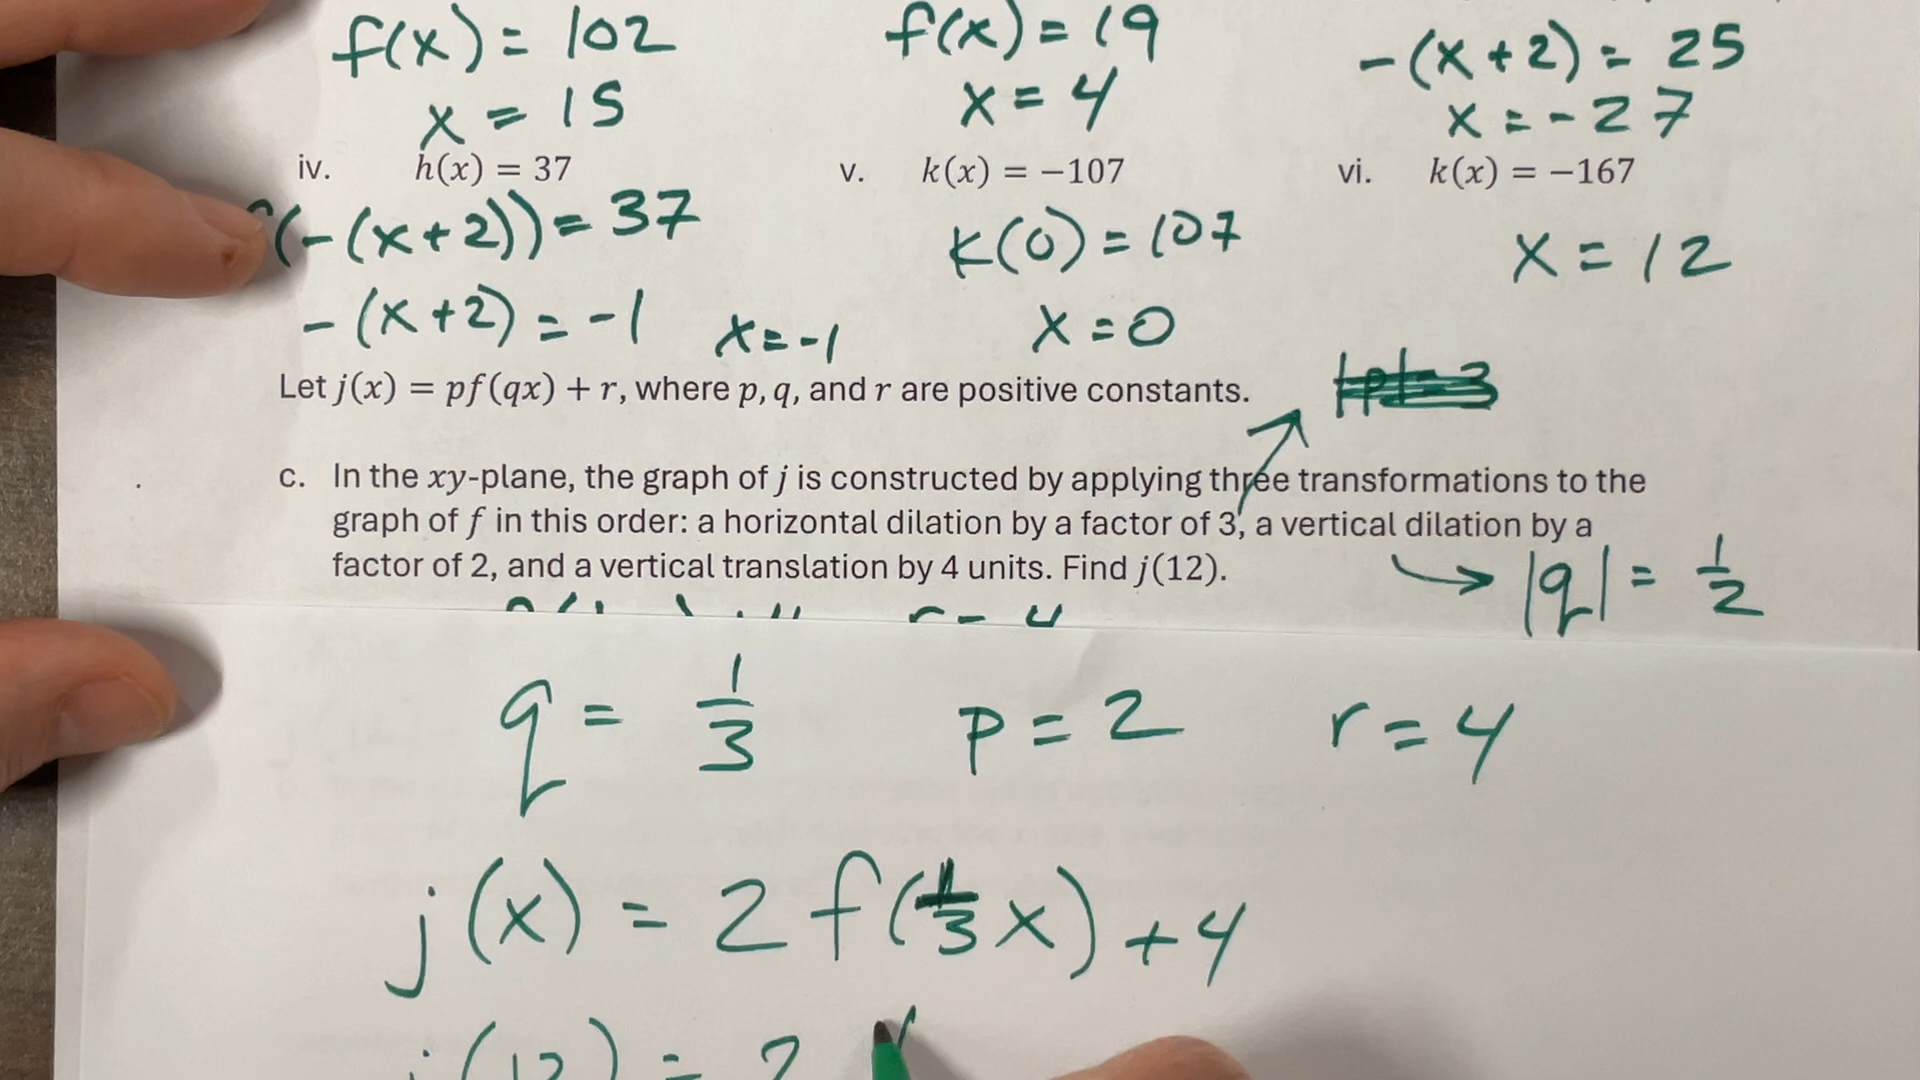 f(x) = 102
x = 15
f(x) = 19
x = 4
-(x+2) = 25
x = -27
iv. h(x) = 37
(-(x+2)) = 37
-(x+2) = -1
x = -1
v. k(x) = −107
K(0) = 107
x = 0
vi. k(x) = −167
x = 12
Let j(x) = pf(qx) + r, where p, q, and r are positive constants.
c. In the xy-plane, the graph of j is constructed by applying three transformations to the
graph of f in this order: a horizontal dilation by a factor of 3, a vertical dilation by a
factor of 2, and a vertical translation by 4 units. Find j(12).
|q| = 1/2
q = 1/3 p = 2 r = 4
j(x) = 2f(1/3 x) + 4
j(12) = 2